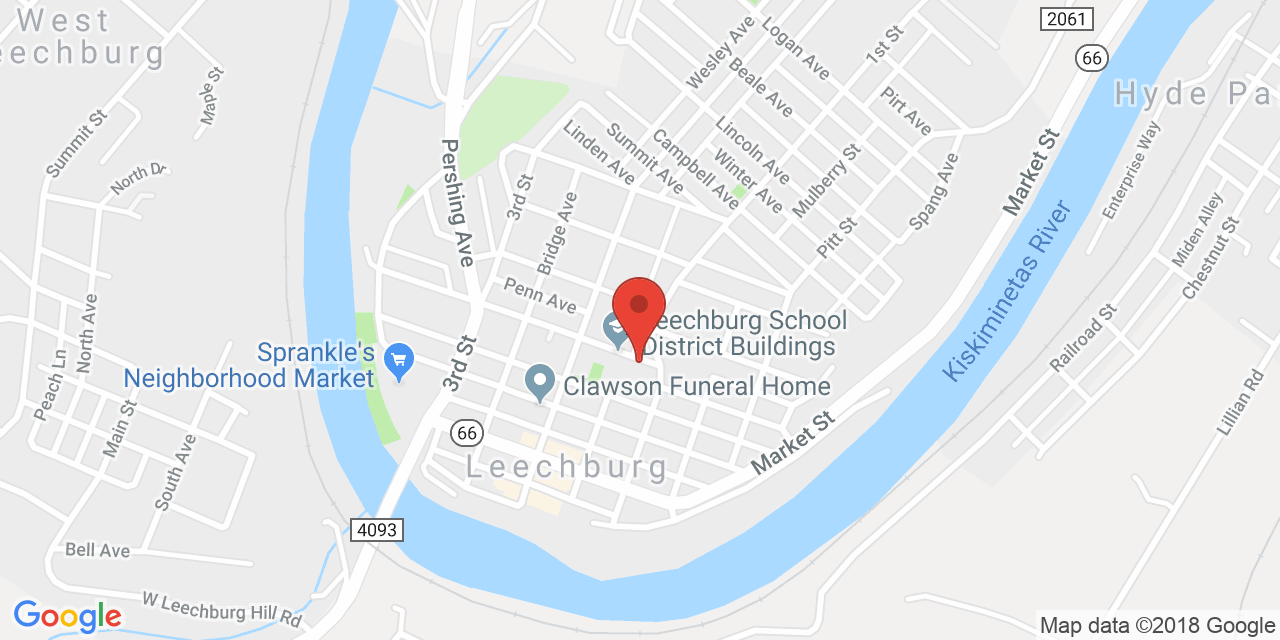 West
Leechburg
2061
66
Hyde Pa
Logan Ave
1st St
Wesley Ave
Beale Ave
Pirt Ave
Maple St
Summit St
North Dr
Pershing Ave
3rd St
Linden Ave
Summit Ave
Campbell Ave
Lincoln Ave
Winter Ave
Mulberry St
Spang Ave
Market St
Enterprise Way
Miden Alley
Chestnut St
Bridge Ave
Pitt St
Kiskiminetas River
Penn Ave
Leechburg School
District Buildings
Railroad St
North Ave
Peach Ln
Sprankle's
Neighborhood Market
3rd St
Clawson Funeral Home
Lillian Rd
Main St
South Ave
66
Leechburg
Market St
4093
Bell Ave
W Leechburg Hill Rd
Google
Map data ©2018 Google